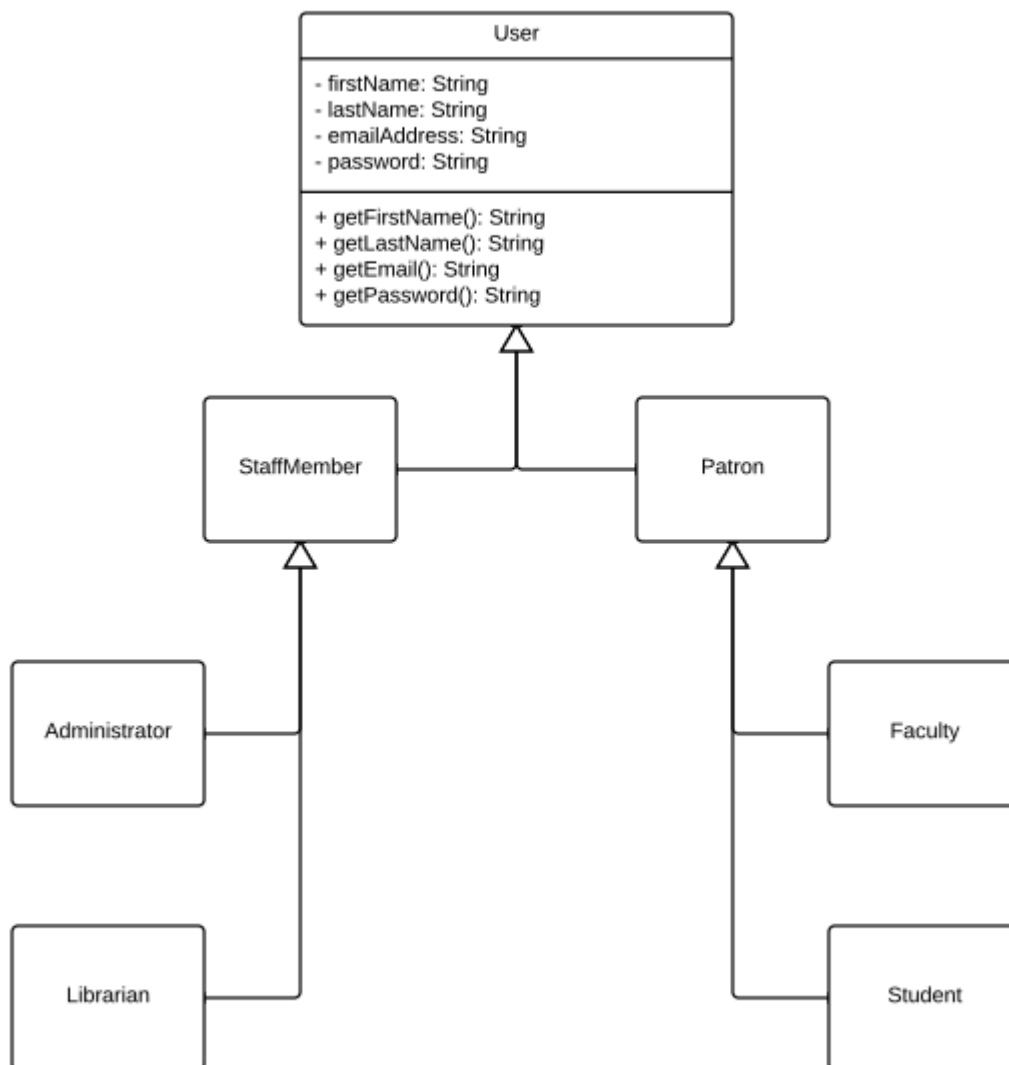 User
- firstName: String
- lastName: String
- emailAddress: String
- password: String
+ getFirstName(): String
+ getLastName(): String
+ getEmail(): String
+ getPassword(): String
StaffMember
Patron
Administrator
Faculty
Librarian
Student